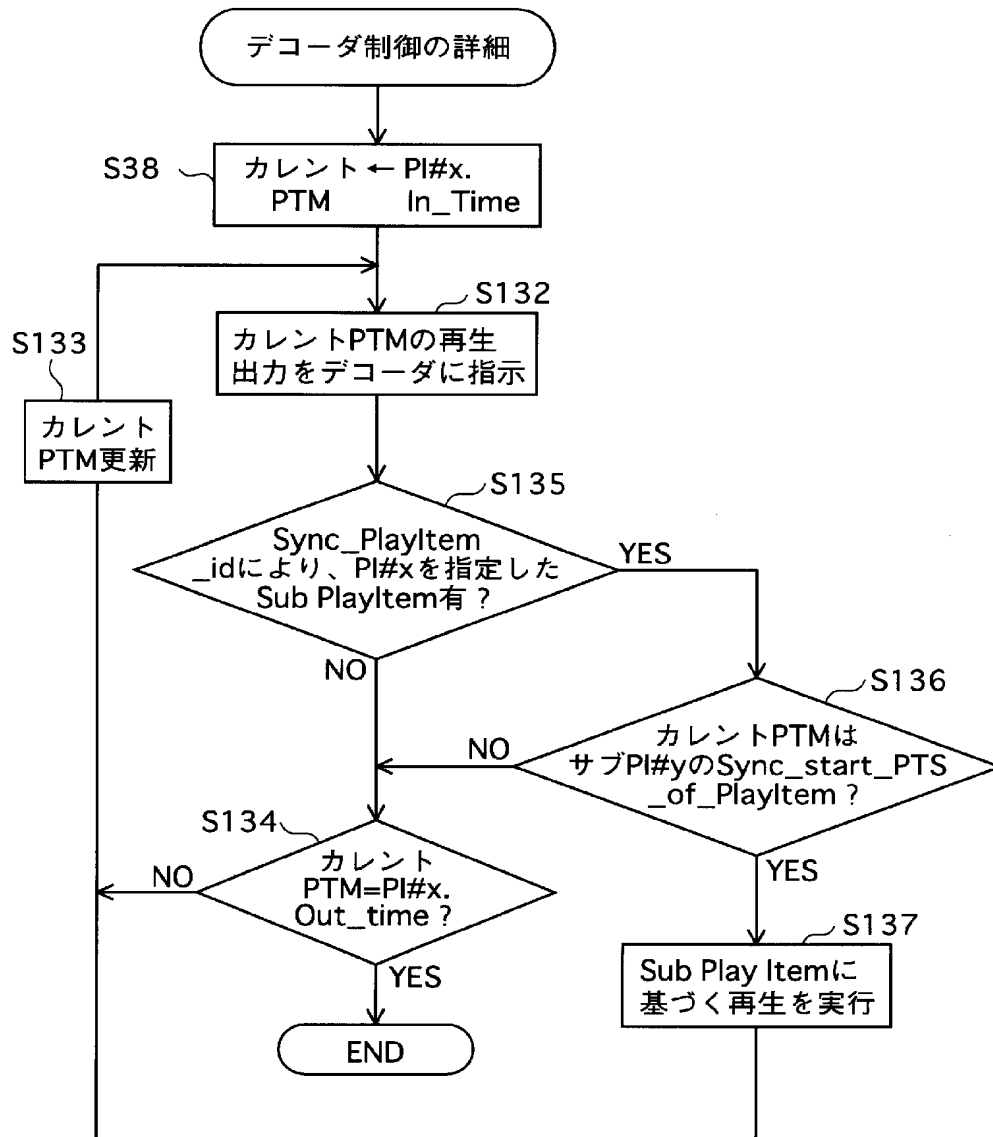 デコーダ制御の詳細
S38
カレント ← PI#x.
PTM In_Time
S132
カレントPTMの再生
出力をデコーダに指示
S133
カレント
PTM更新
S135
Sync_PlayItem
_idにより、PI#xを指定した
Sub PlayItem有？
YES
NO
S136
カレントPTMは
サブPI#yのSync_start_PTS
_of_PlayItem？
NO
YES
S134
カレント
PTM=PI#x.
Out_time？
NO
YES
S137
Sub Play Itemに
基づく再生を実行
END